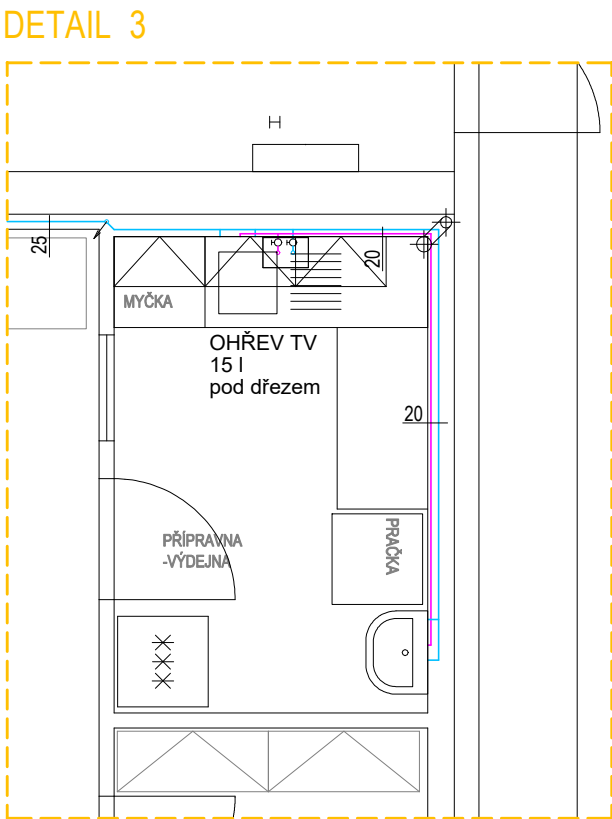 DETAIL 3
H
25
20
MYČKA
OHŘEV TV
15 l
pod dřezem
20
PŘÍPRAVNA
-VÝDEJNA
PRAČKA